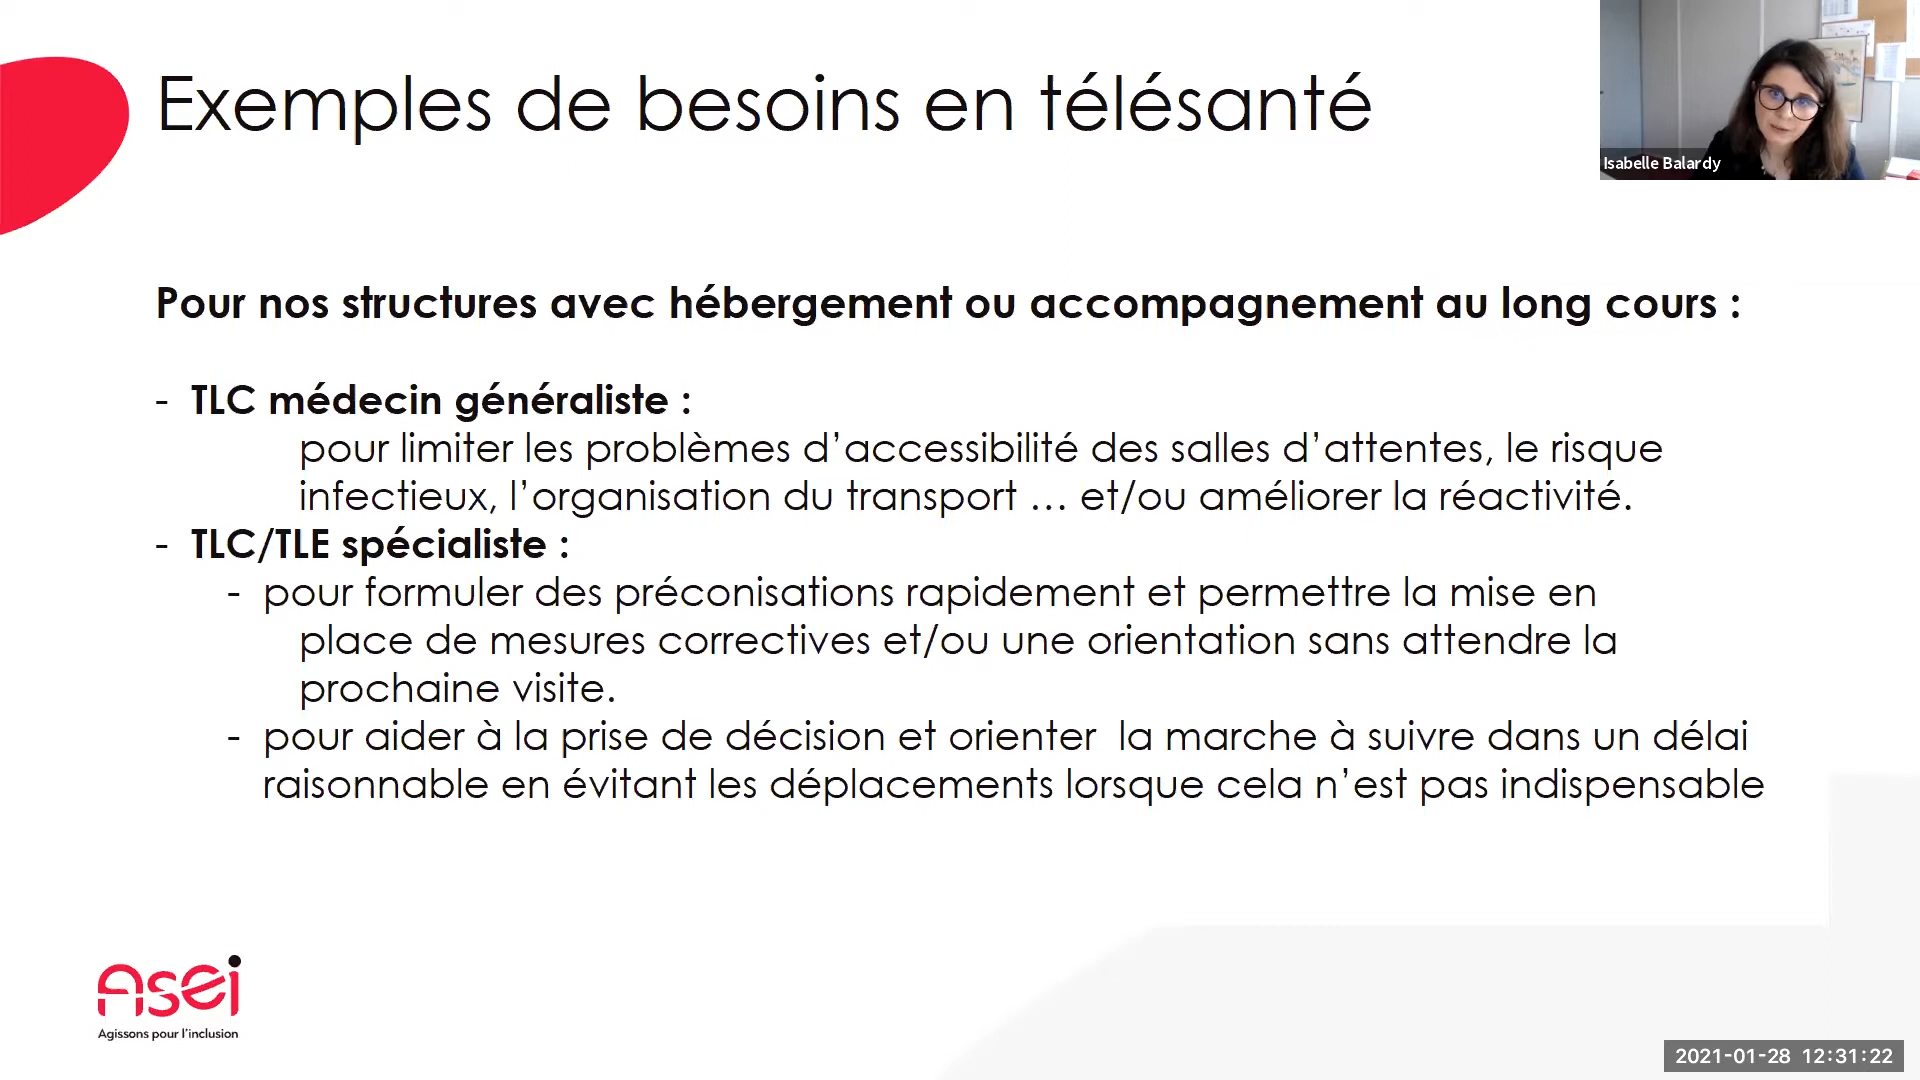 Exemples de besoins en télésanté
Isabelle Balardy
Pour nos structures avec hébergement ou accompagnement au long cours :
- TLC médecin généraliste :
pour limiter les problèmes d’accessibilité des salles d’attentes, le risque
infectieux, l’organisation du transport … et/ou améliorer la réactivité.
- TLC/TLE spécialiste :
- pour formuler des préconisations rapidement et permettre la mise en
place de mesures correctives et/ou une orientation sans attendre la
prochaine visite.
- pour aider à la prise de décision et orienter  la marche à suivre dans un délai
raisonnable en évitant les déplacements lorsque cela n’est pas indispensable
Asei
Agissons pour l’inclusion
2021-01-28 12:31:22